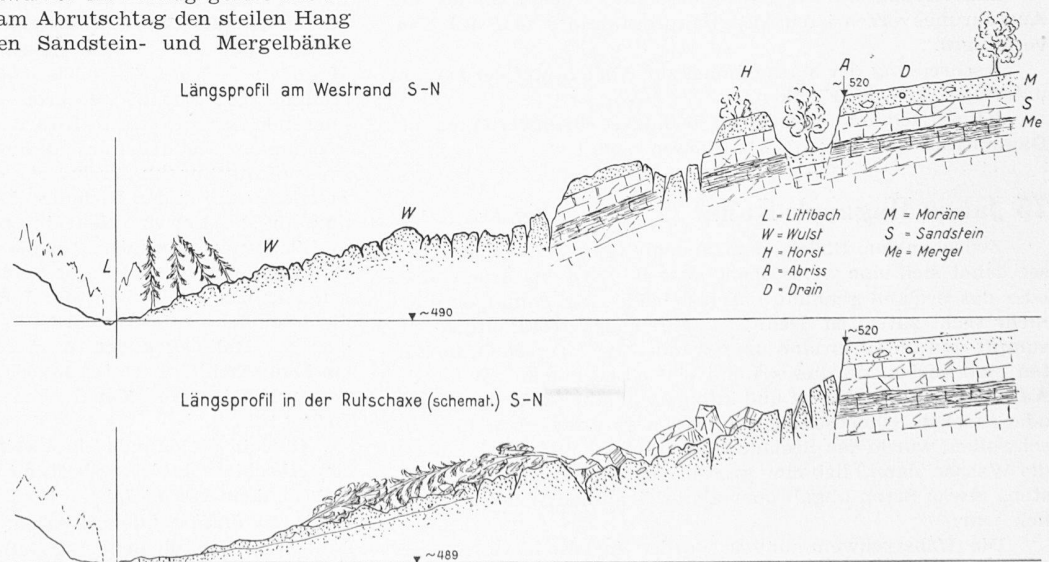 am Abrutschtag den steilen Hang
en Sandstein- und Mergelbänke
Längsprofil am Westrand S-N
H
A
D
~520
M
S
Me
W
W
L
L = Littibach
W = Wulst
H = Horst
A = Abriss
D = Drain
M = Moräne
S = Sandstein
Me = Mergel
~490
~520
Längsprofil in der Rutschaxe (schemat.) S-N
~489